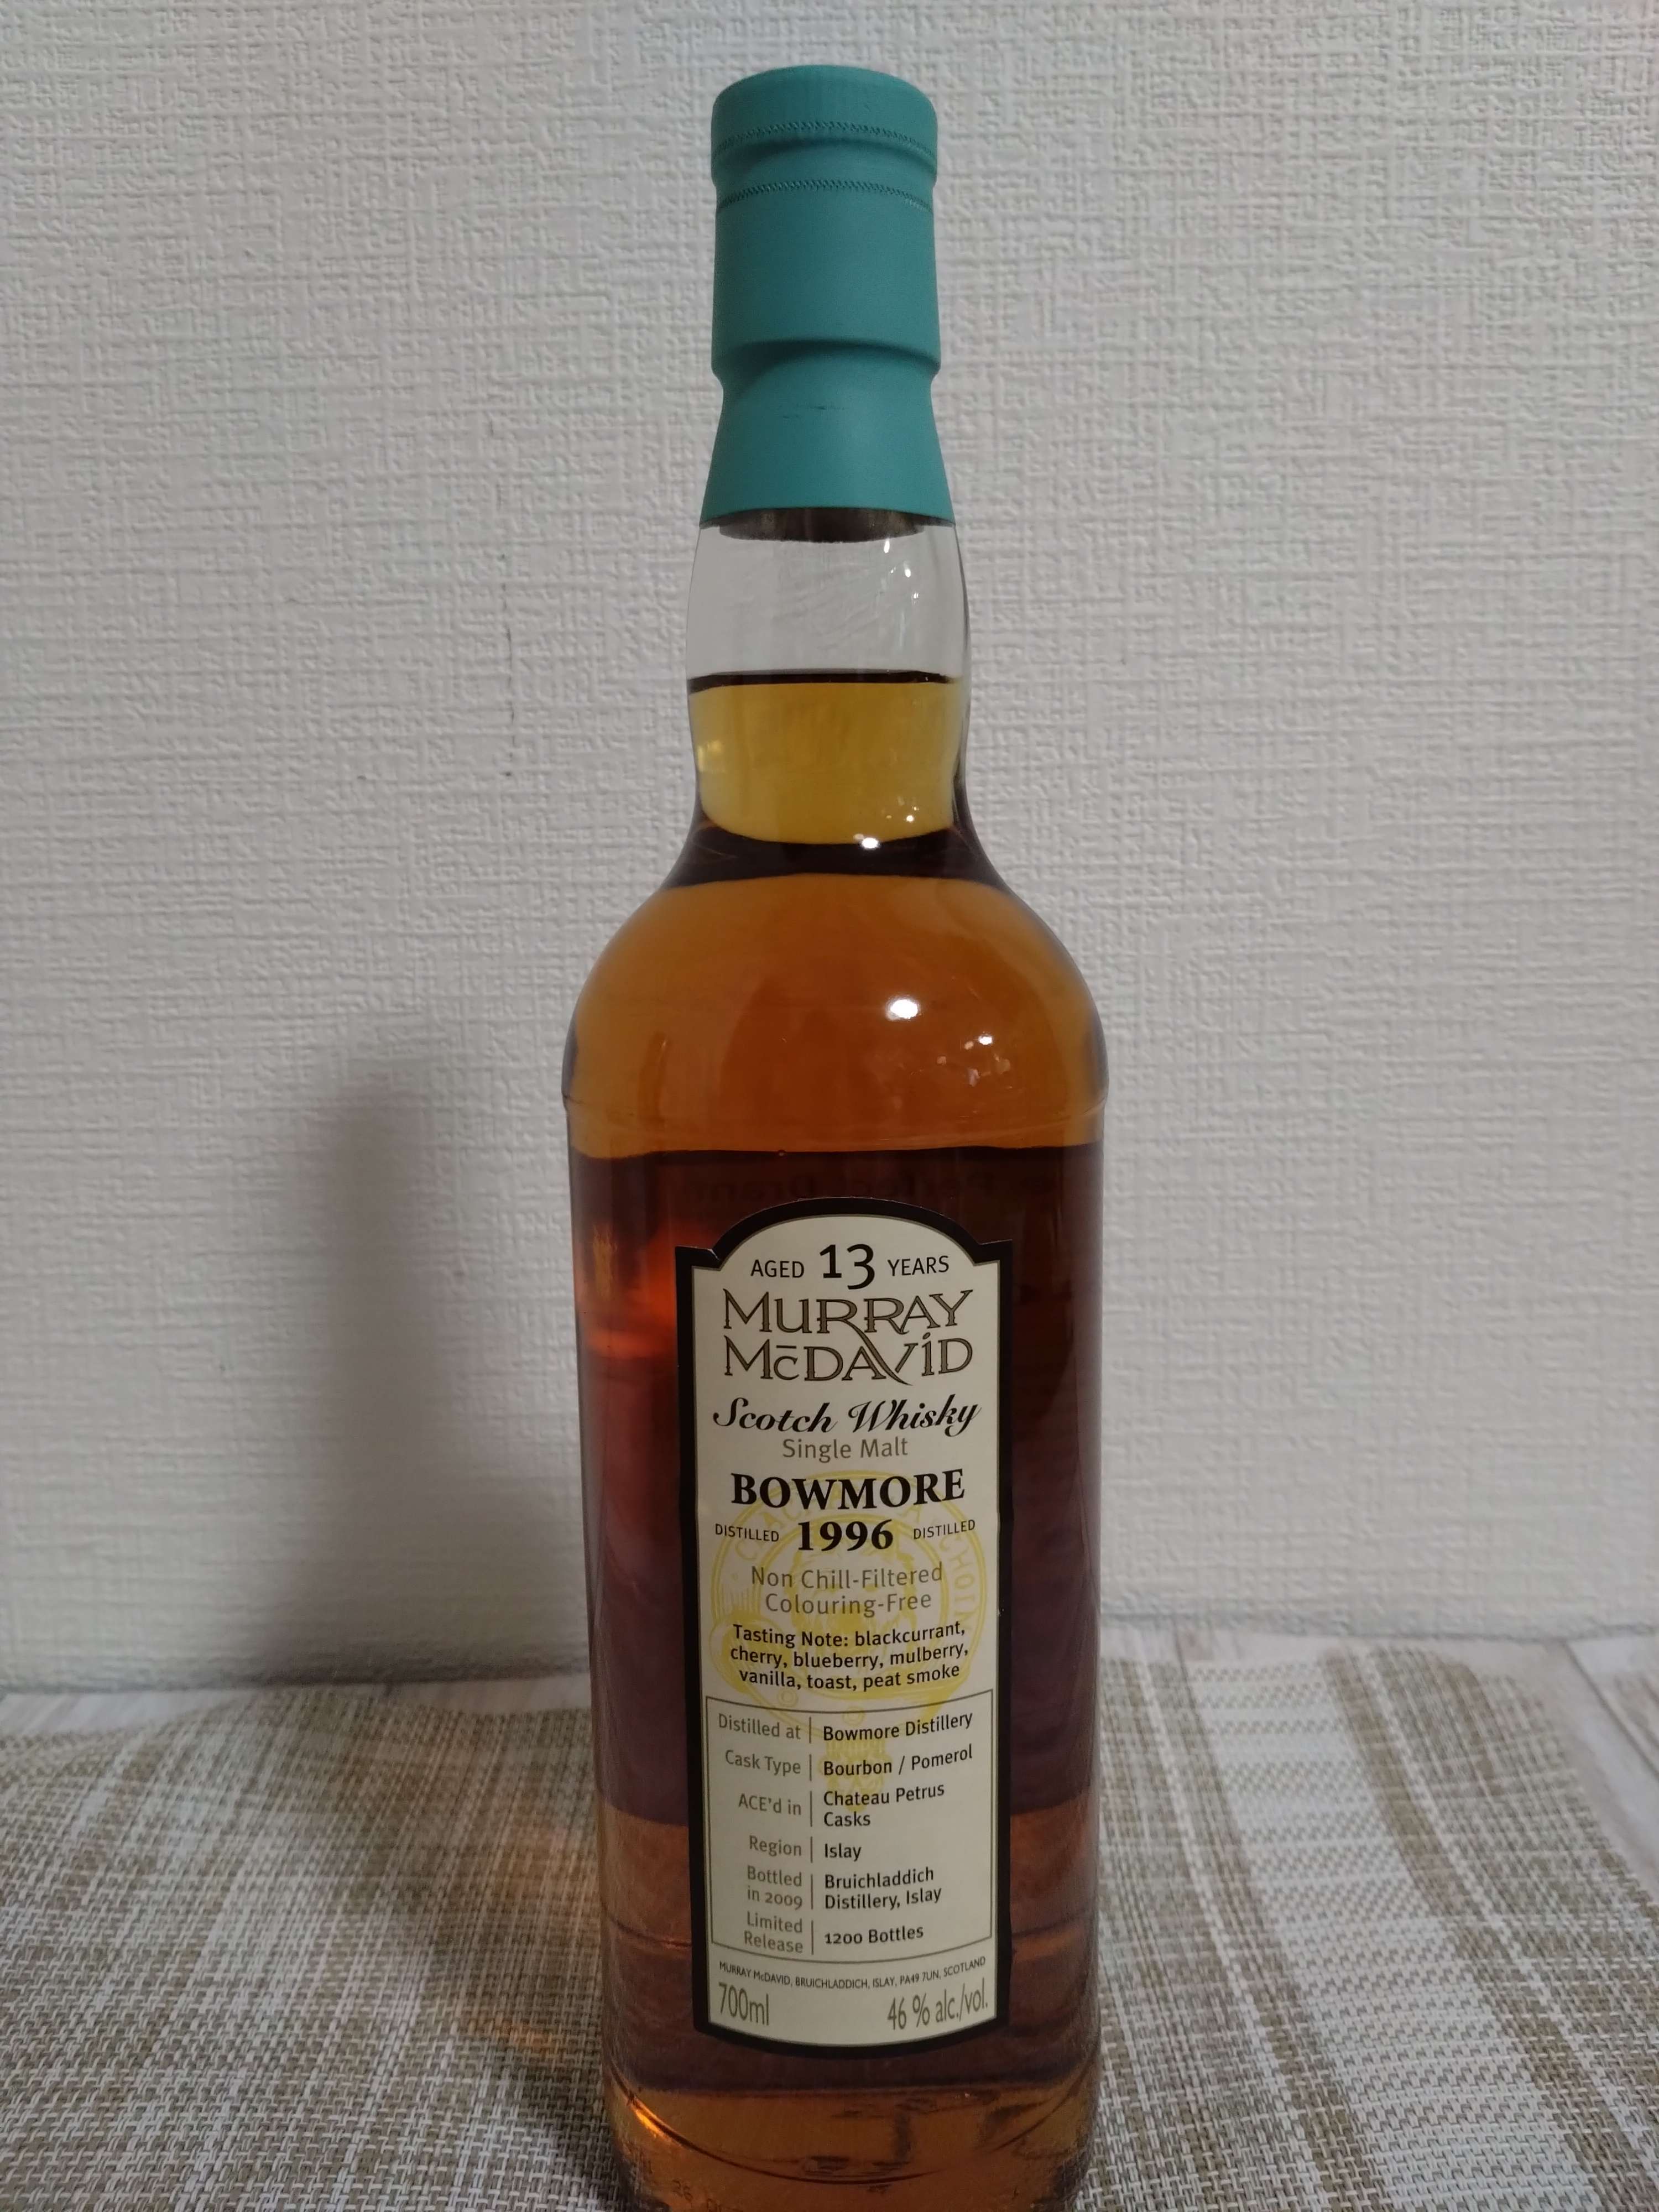 AGED 13 YEARS
MURRAY
McDAVID
Scotch Whisky
Single Malt
BOWMORE
DISTILLED 1996 DISTILLED
Non Chill-Filtered
Colouring-Free
Tasting Note: blackcurrant,
cherry, blueberry, mulberry,
vanilla, toast, peat smoke
Distilled at Bowmore Distillery
Cask Type Bourbon / Pomerol
ACE'd in Chateau Petrus
Casks
Region Islay
Bottled Bruichladdich
in 2009 Distillery, Islay
Limited
Release 1200 Bottles
MURRAY McDAVID, BRUICHLADDICH, ISLAY, PA49 7UN, SCOTLAND
700ml 46 % alc./vol.